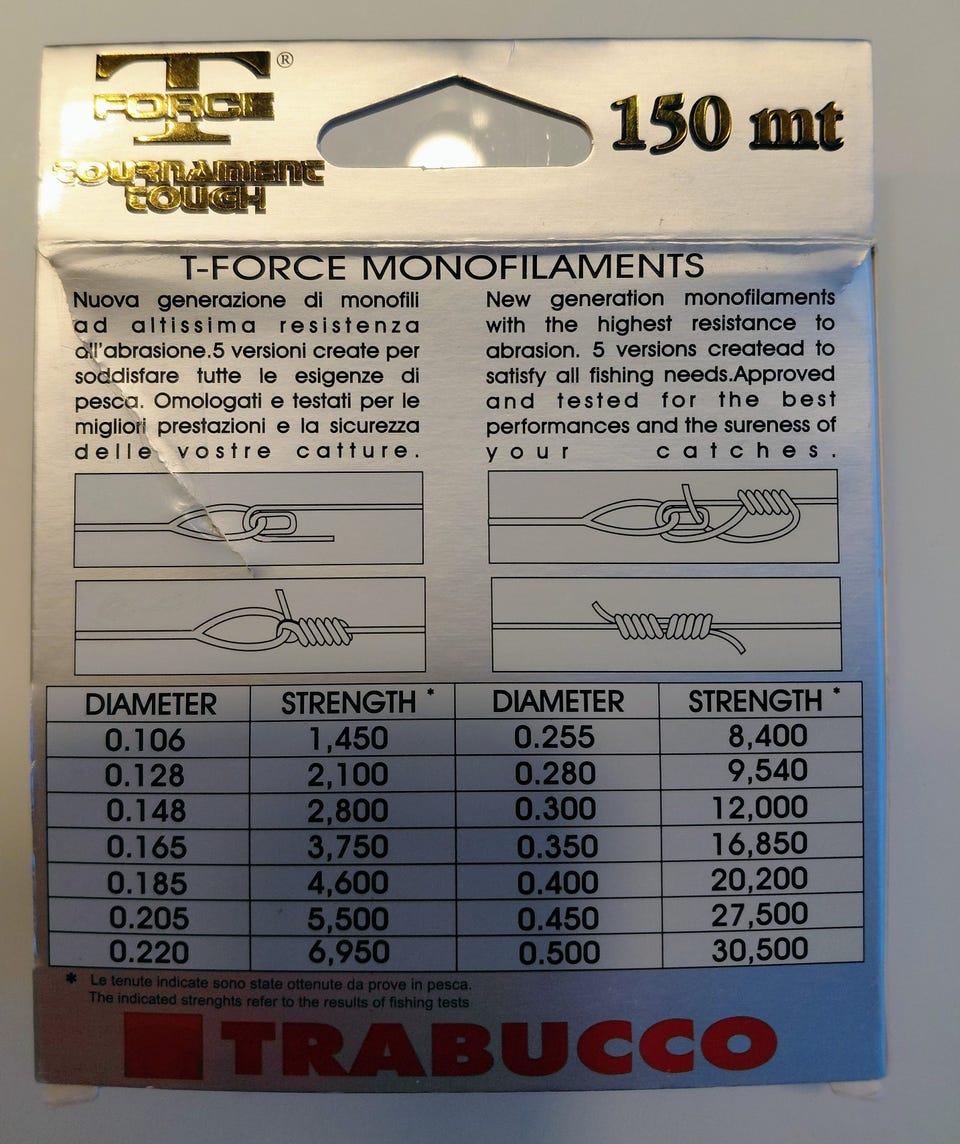 T ®
FORCE
TOURNAMENT
TOUGH
150 mt
T-FORCE MONOFILAMENTS
Nuova generazione di monofili
ad altissima resistenza
all'abrasione.5 versioni create per
soddisfare tutte le esigenze di
pesca. Omologati e testati per le
migliori prestazioni e la sicurezza
delle vostre catture.
New generation monofilaments
with the highest resistance to
abrasion. 5 versions createad to
satisfy all fishing needs.Approved
and tested for the best
performances and the sureness of
your catches.
DIAMETER STRENGTH * DIAMETER STRENGTH *
0.106 1,450 0.255 8,400
0.128 2,100 0.280 9,540
0.148 2,800 0.300 12,000
0.165 3,750 0.350 16,850
0.185 4,600 0.400 20,200
0.205 5,500 0.450 27,500
0.220 6,950 0.500 30,500
* Le tenute indicate sono state ottenute da prove in pesca.
The indicated strenghts refer to the results of fishing tests
TRABUCCO